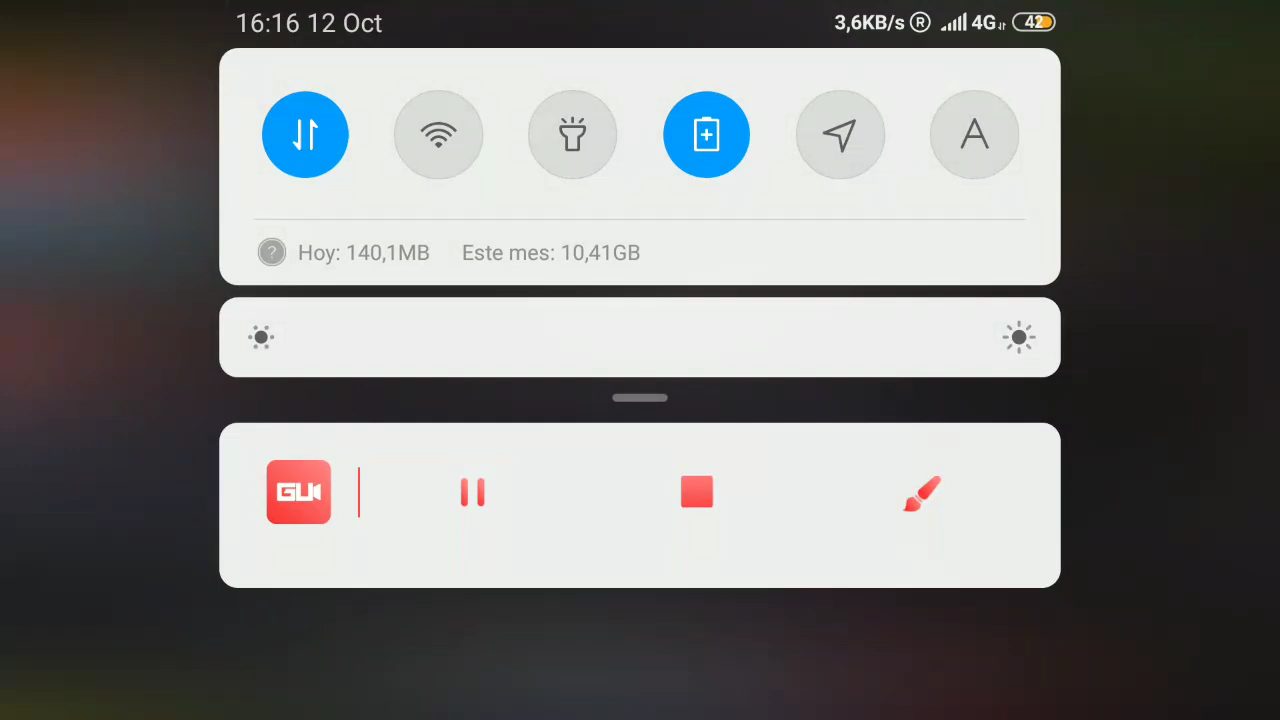 16:16 12 Oct 3,6KB/s R 4G 42
A
? Hoy: 140,1MB Este mes: 10,41GB
GU